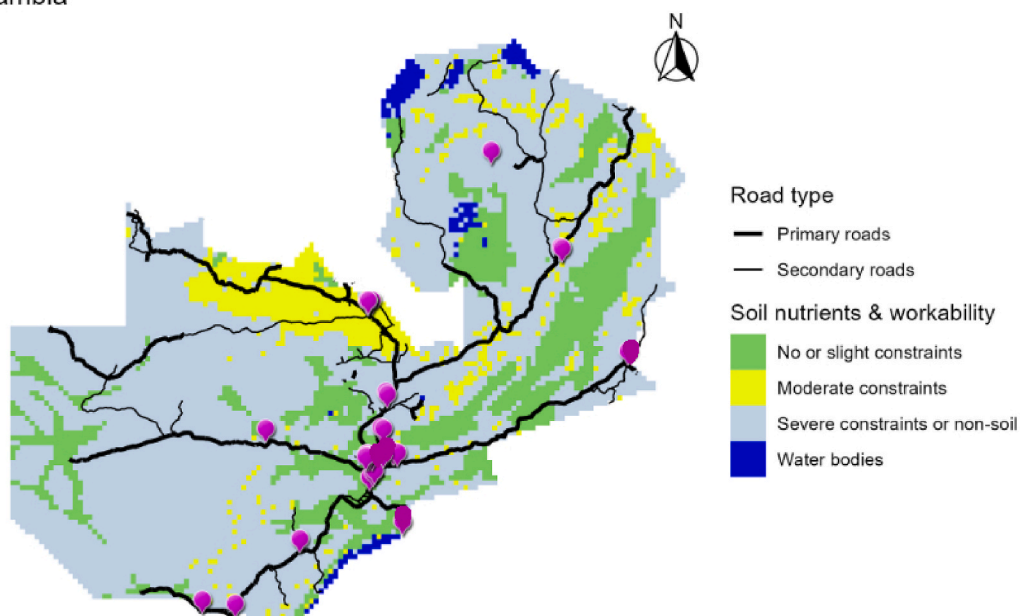 N
Road type
Primary roads
Secondary roads
Soil nutrients & workability
No or slight constraints
Moderate constraints
Severe constraints or non-soil
Water bodies